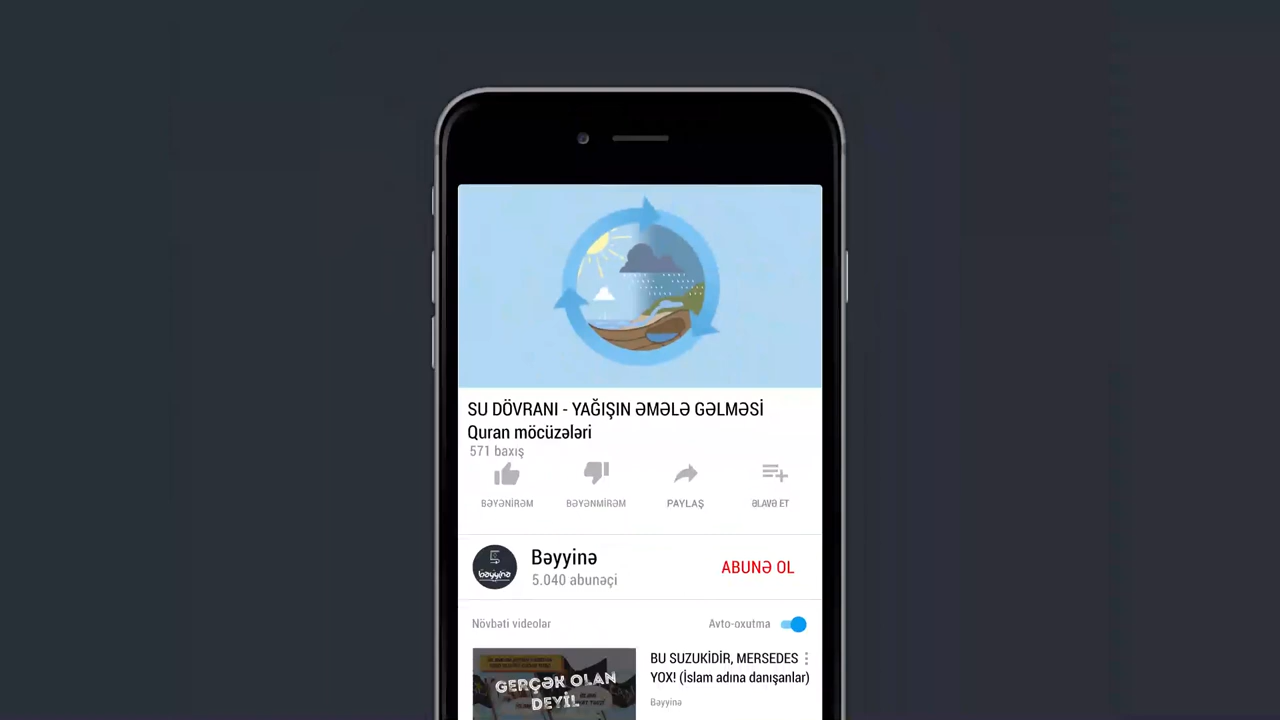 SU DÖVRANI - YAĞIŞIN ƏMƏLƏ GƏLMƏSİ
Quran möcüzələri
571 baxış
BƏYƏNİRƏM
BƏYƏNMİRƏM
PAYLAŞ
ƏLAVƏ ET
bəyyinə
Bəyyinə
5.040 abunəçi
ABUNƏ OL
Növbəti videolar
Avto-oxutma
GERÇƏK OLAN
DEYİL
BU SUZUKİDİR, MERSEDES
YOX! (İslam adına danışanlar)
Bəyyinə